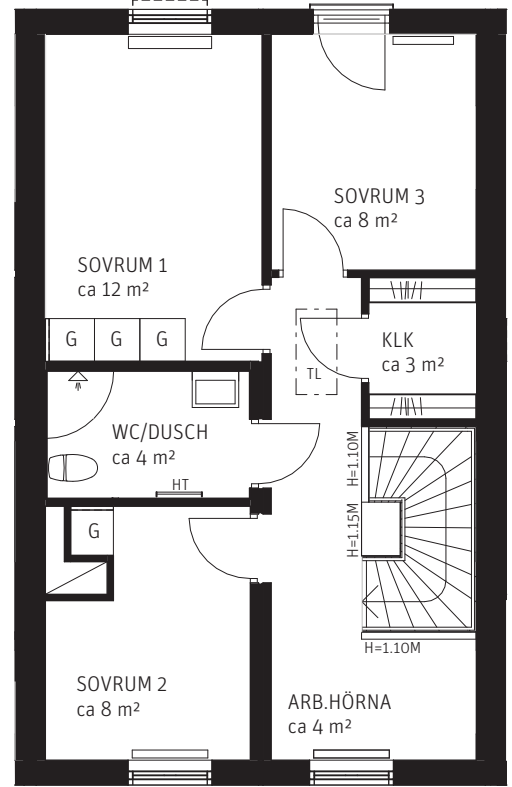 SOVRUM 3
ca 8 m²
SOVRUM 1
ca 12 m²
G G G
KLK
ca 3 m²
TL
WC/DUSCH
ca 4 m²
HT
H=1.10M
H=1.15M
G
H=1.10M
SOVRUM 2
ca 8 m²
ARB.HÖRNA
ca 4 m²